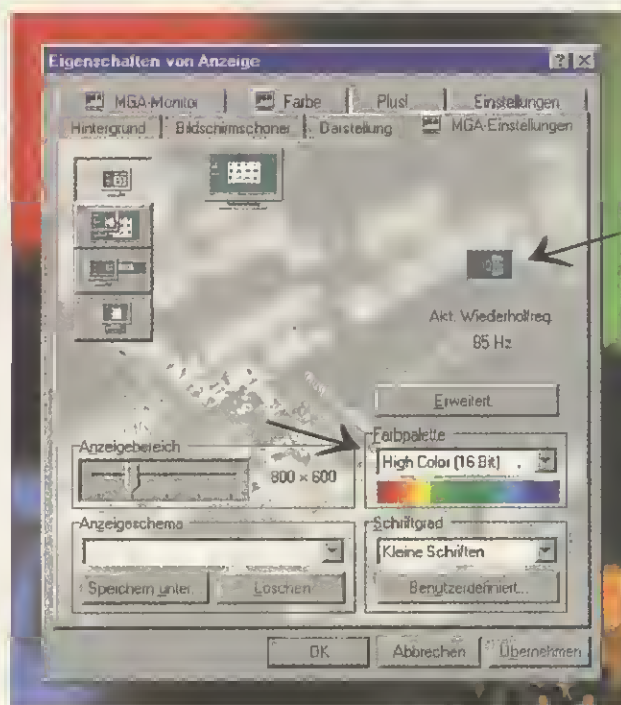 Eigenschaften von Anzeige
MGA-Monitor Farbe Plus! Einstellungen
Hintergrund Bildschirmschoner Darstellung MGA-Einstellungen
Akt. Wiederholfreq.
85 Hz
Erweitert
Anzeigebereich
800 × 600
Farbpalette
High Color (16 Bit)
Anzeigeschema
Schriftgrad
Kleine Schriften
Speichern unter Löschen Benutzerdefiniert...
OK Abbrechen Übernehmen